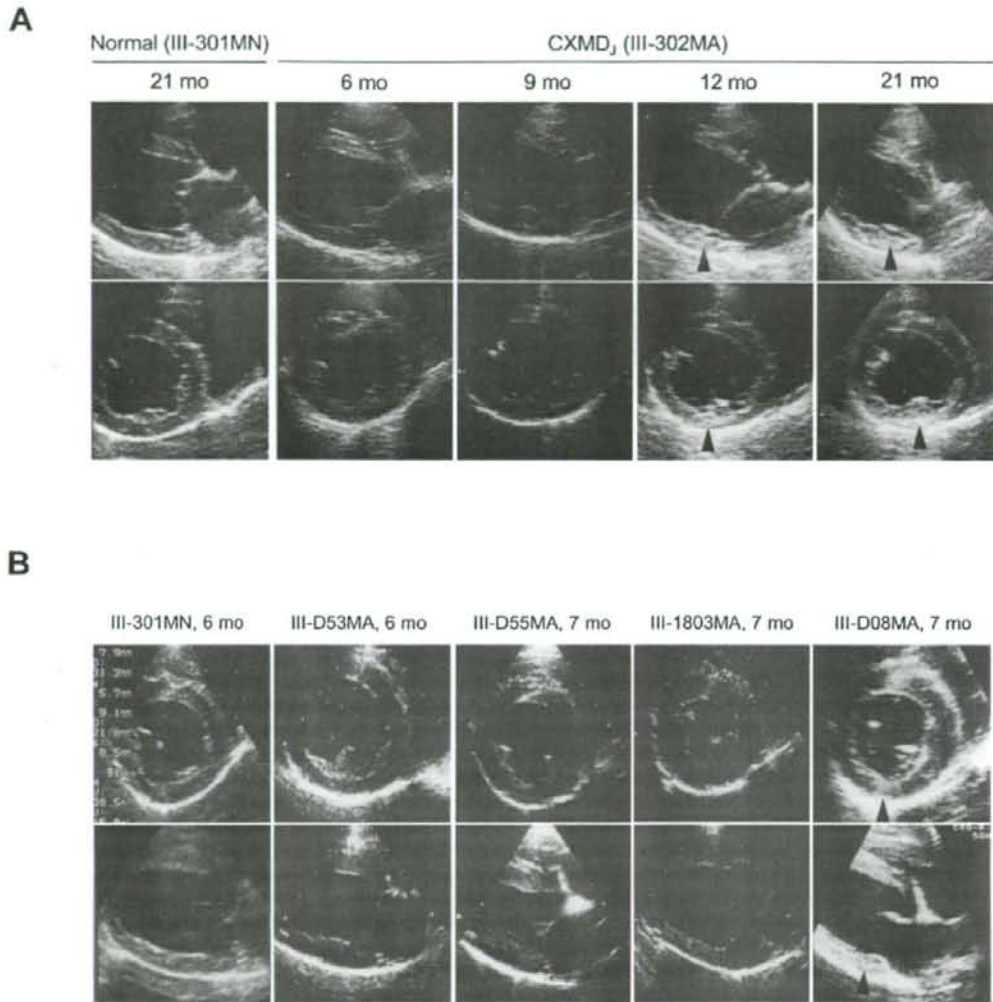 A
Normal (III-301MN) CXMDJ (III-302MA)
21 mo 6 mo 9 mo 12 mo 21 mo
B
III-301MN, 6 mo III-D53MA, 6 mo III-D55MA, 7 mo III-1803MA, 7 mo III-D08MA, 7 mo